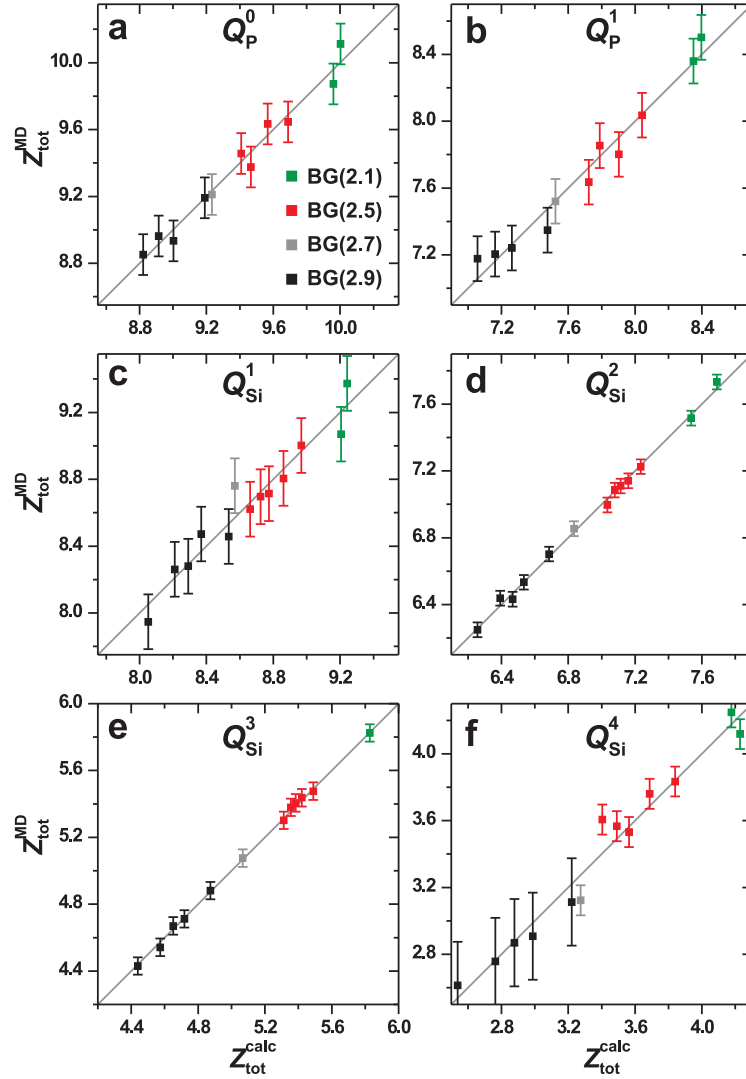 a Q_P^0
10.0
9.6
9.2
8.8
Z_tot^MD
8.8 9.2 9.6 10.0
BG(2.1)
BG(2.5)
BG(2.7)
BG(2.9)
b Q_P^1
8.4
8.0
7.6
7.2
7.2 7.6 8.0 8.4
c Q_Si^1
9.2
8.8
8.4
8.0
Z_tot^MD
8.0 8.4 8.8 9.2
d Q_Si^2
7.6
7.2
6.8
6.4
6.4 6.8 7.2 7.6
e Q_Si^3
6.0
5.6
5.2
4.8
4.4
Z_tot^MD
4.4 4.8 5.2 5.6 6.0
Z_tot^calc
f Q_Si^4
4.0
3.6
3.2
2.8
2.8 3.2 3.6 4.0
Z_tot^calc